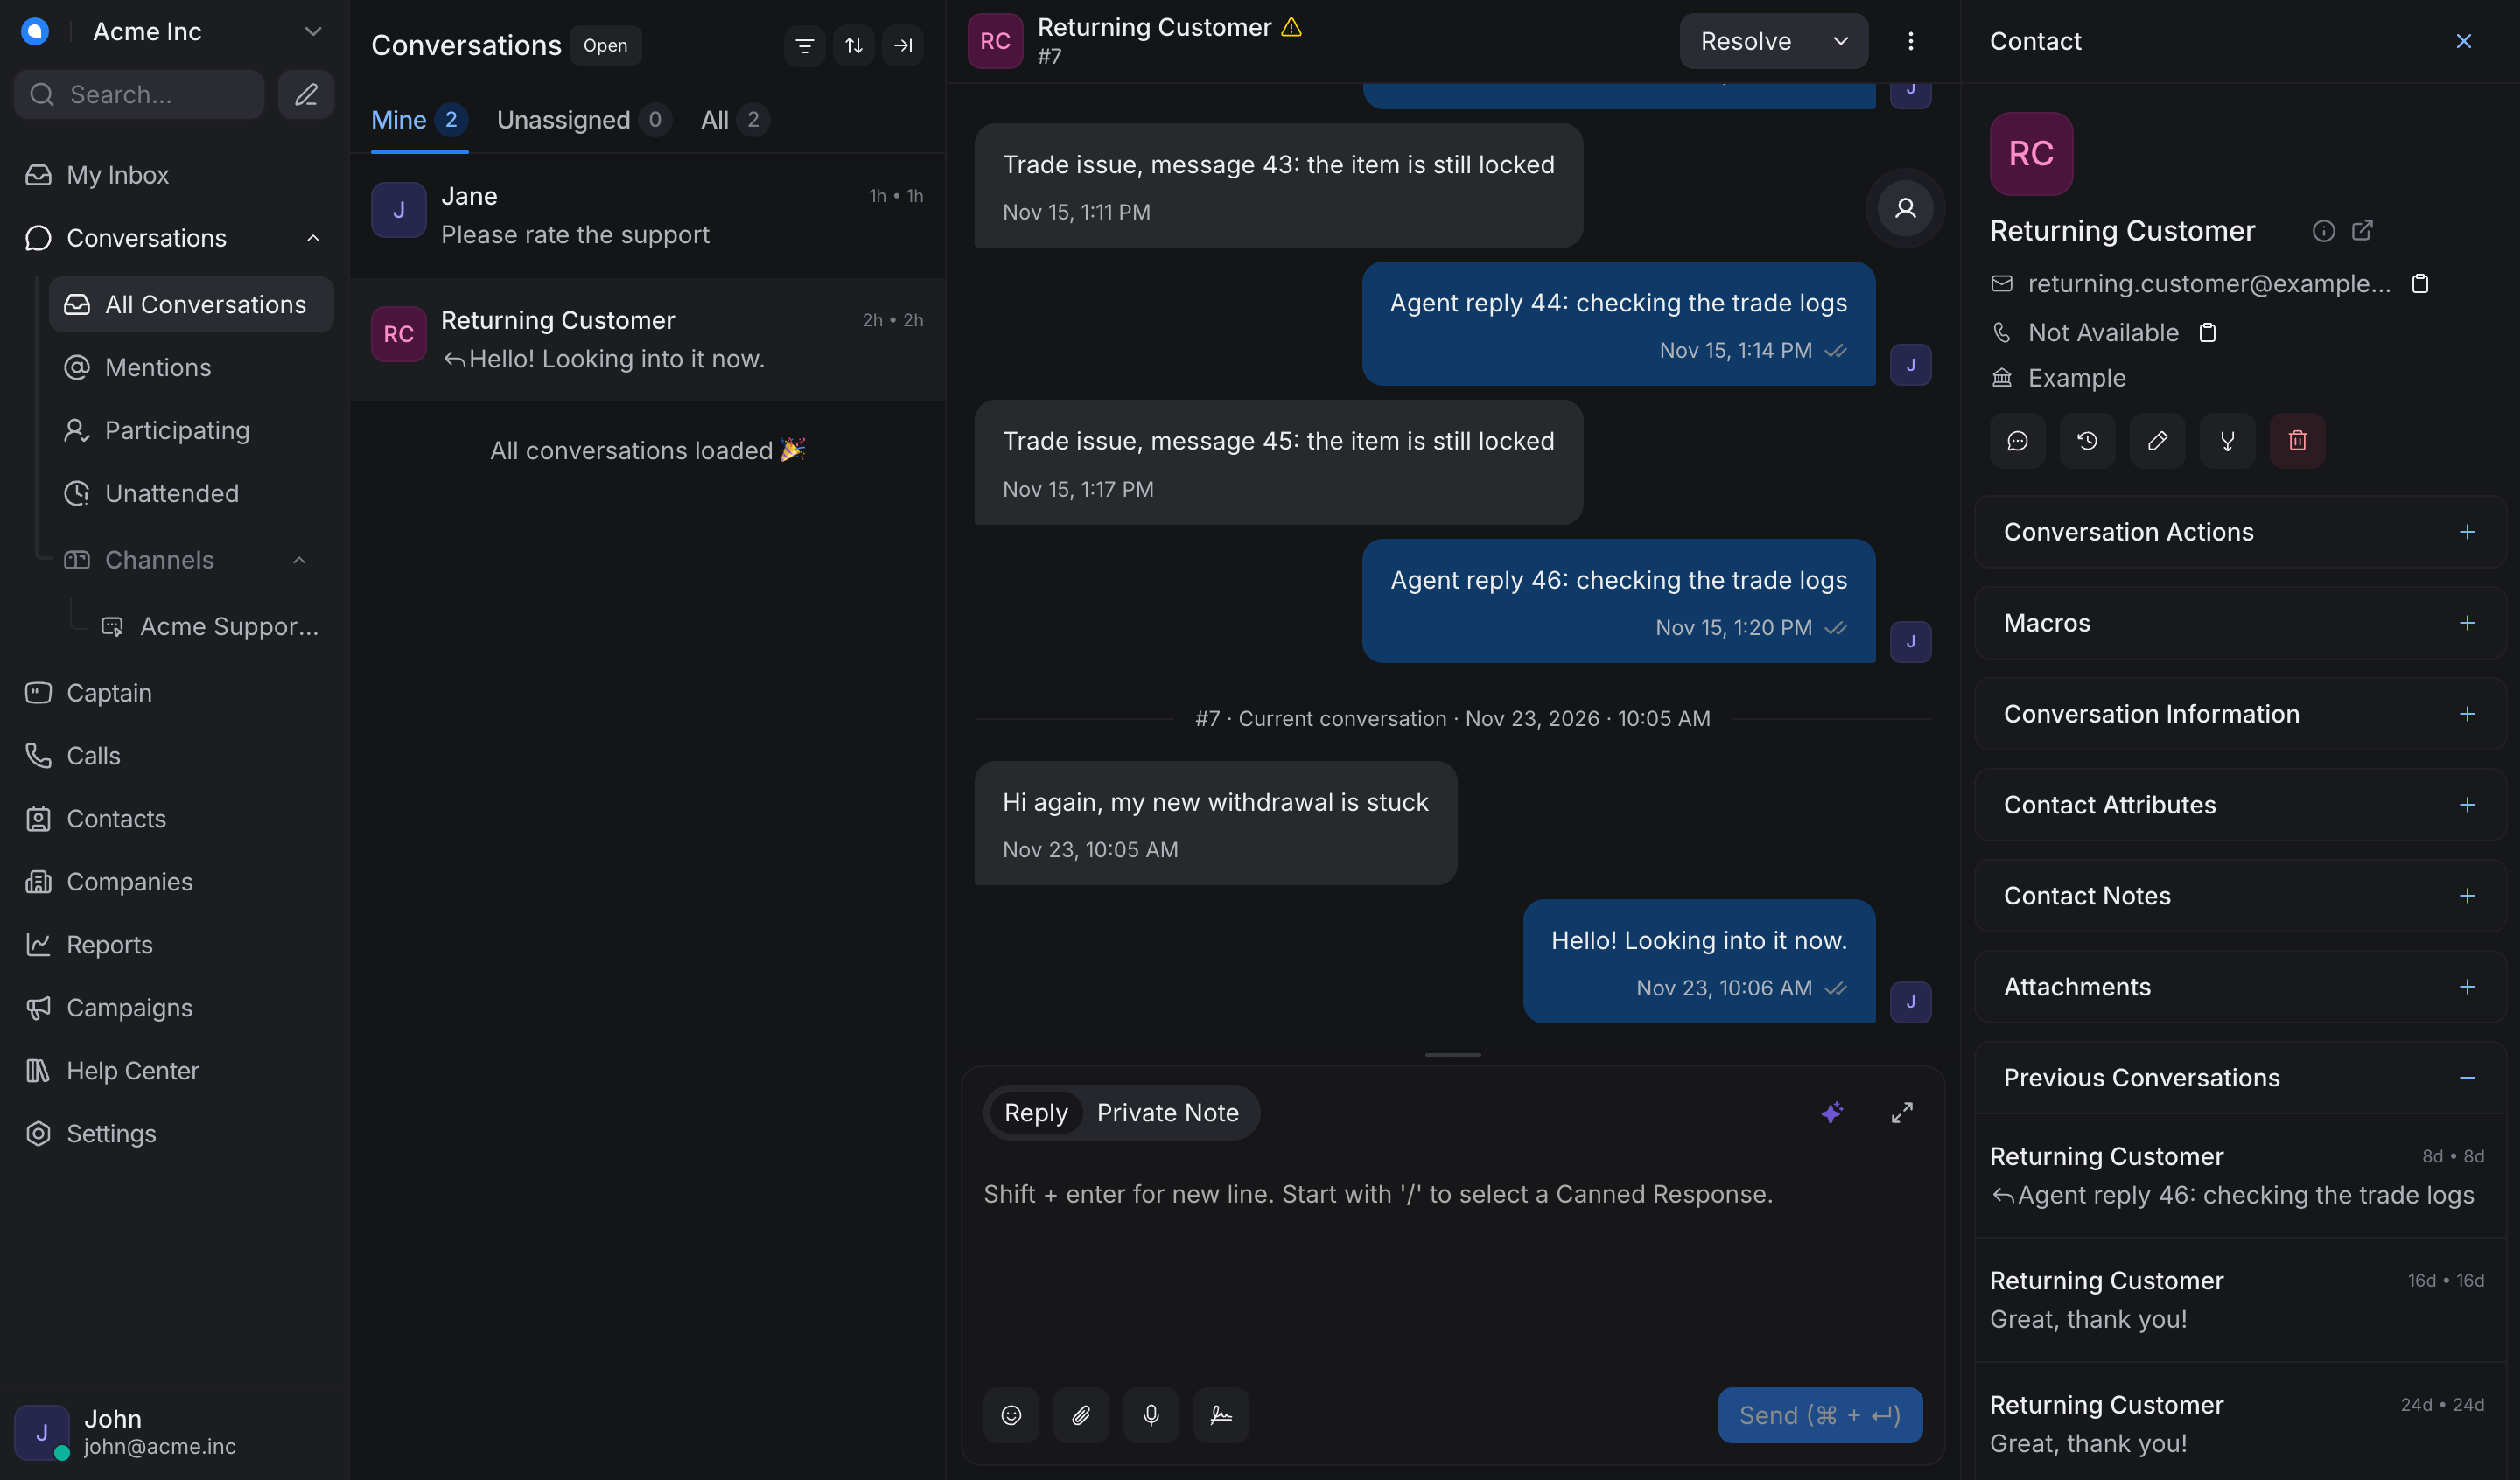 Acme Inc
Search...
My Inbox
Conversations
All Conversations
Mentions
Participating
Unattended
Channels
Acme Suppor...
Captain
Calls
Contacts
Companies
Reports
Campaigns
Help Center
Settings
J
John
john@acme.inc
Conversations
Open
Mine 2
Unassigned 0
All 2
J
Jane
1h • 1h
Please rate the support
RC
Returning Customer
2h • 2h
Hello! Looking into it now.
All conversations loaded 🎉
RC
Returning Customer
#7
Resolve
J
Trade issue, message 43: the item is still locked
Nov 15, 1:11 PM
Agent reply 44: checking the trade logs
Nov 15, 1:14 PM
J
Trade issue, message 45: the item is still locked
Nov 15, 1:17 PM
Agent reply 46: checking the trade logs
Nov 15, 1:20 PM
J
#7 · Current conversation · Nov 23, 2026 · 10:05 AM
Hi again, my new withdrawal is stuck
Nov 23, 10:05 AM
Hello! Looking into it now.
Nov 23, 10:06 AM
J
Reply
Private Note
Shift + enter for new line. Start with '/' to select a Canned Response.
Send (⌘ + ↵)
Contact
RC
Returning Customer
returning.customer@example...
Not Available
Example
Conversation Actions
Macros
Conversation Information
Contact Attributes
Contact Notes
Attachments
Previous Conversations
Returning Customer
8d • 8d
Agent reply 46: checking the trade logs
Returning Customer
16d • 16d
Great, thank you!
Returning Customer
24d • 24d
Great, thank you!